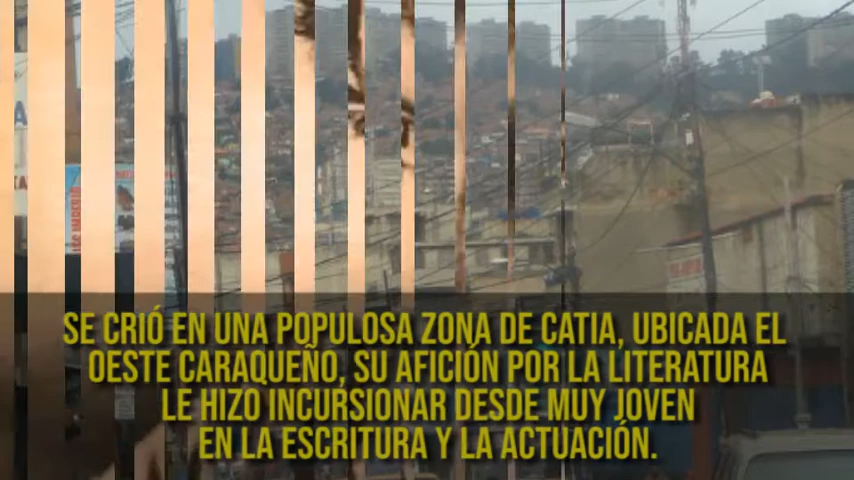 SE CRIÓ EN UNA POPULOSA ZONA DE CATIA, UBICADA EL
OESTE CARAQUEÑO, SU AFICIÓN POR LA LITERATURA
LE HIZO INCURSIONAR DESDE MUY JOVEN
EN LA ESCRITURA Y LA ACTUACIÓN.